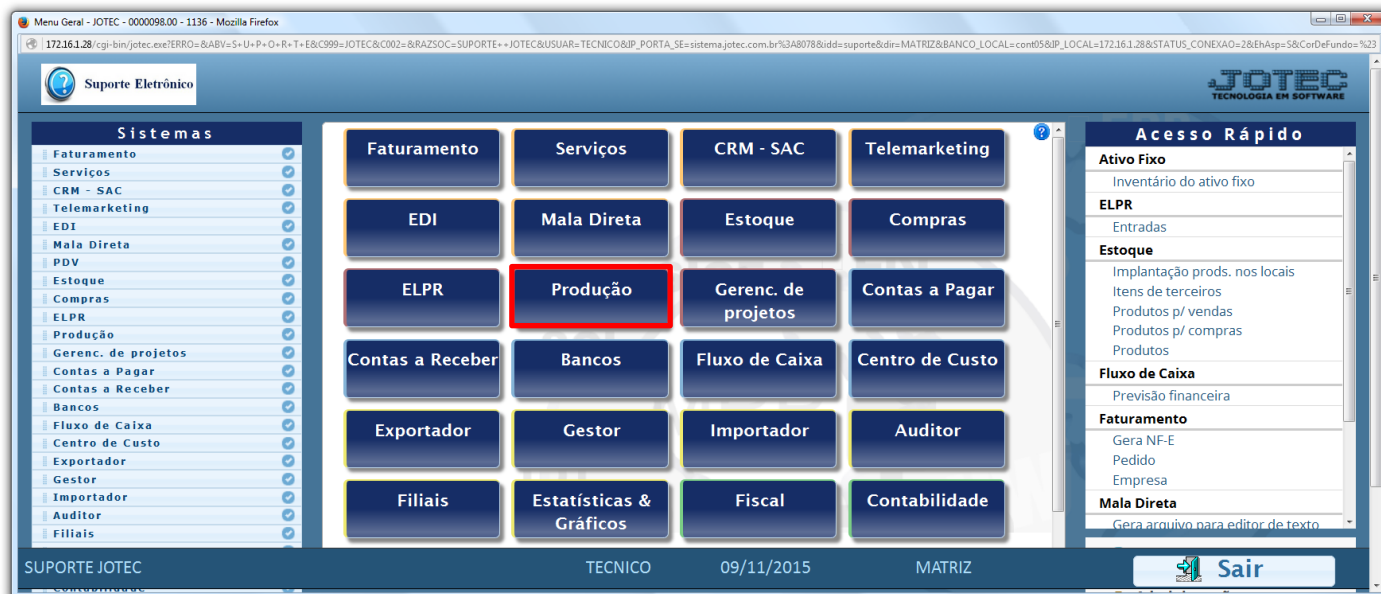 Menu Geral - JOTEC - 0000098.00 - 1136 - Mozilla Firefox
172.16.1.28/cgi-bin/jotec.exe?ERRO=&ABV=S+U+P+O+R+T+E&C999=JOTEC&C002=&RAZSOC=SUPORTE++JOTEC&USUAR=TECNICO&IP_PORTA_SE=sistema.jotec.com.br%3A8078&idd=suporte&dir=MATRIZ&BANCO_LOCAL=cont05&IP_LOCAL=172.16.1.28&STATUS_CONEXAO=2&EhAsp=S&CorDeFundo=%23
Suporte Eletrônico
JOTEC
TECNOLOGIA EM SOFTWARE
Sistemas
Faturamento
Serviços
CRM - SAC
Telemarketing
EDI
Mala Direta
PDV
Estoque
Compras
ELPR
Produção
Gerenc. de projetos
Contas a Pagar
Contas a Receber
Bancos
Fluxo de Caixa
Centro de Custo
Exportador
Gestor
Importador
Auditor
Filiais
Contabilidade
Faturamento
Serviços
CRM - SAC
Telemarketing
EDI
Mala Direta
Estoque
Compras
ELPR
Produção
Gerenc. de
projetos
Contas a Pagar
Contas a Receber
Bancos
Fluxo de Caixa
Centro de Custo
Exportador
Gestor
Importador
Auditor
Filiais
Estatísticas &
Gráficos
Fiscal
Contabilidade
Acesso Rápido
Ativo Fixo
Inventário do ativo fixo
ELPR
Entradas
Estoque
Implantação prods. nos locais
Itens de terceiros
Produtos p/ vendas
Produtos p/ compras
Produtos
Fluxo de Caixa
Previsão financeira
Faturamento
Gera NF-E
Pedido
Empresa
Mala Direta
Gera arquivo para editor de texto
SUPORTE JOTEC
TECNICO
09/11/2015
MATRIZ
Sair